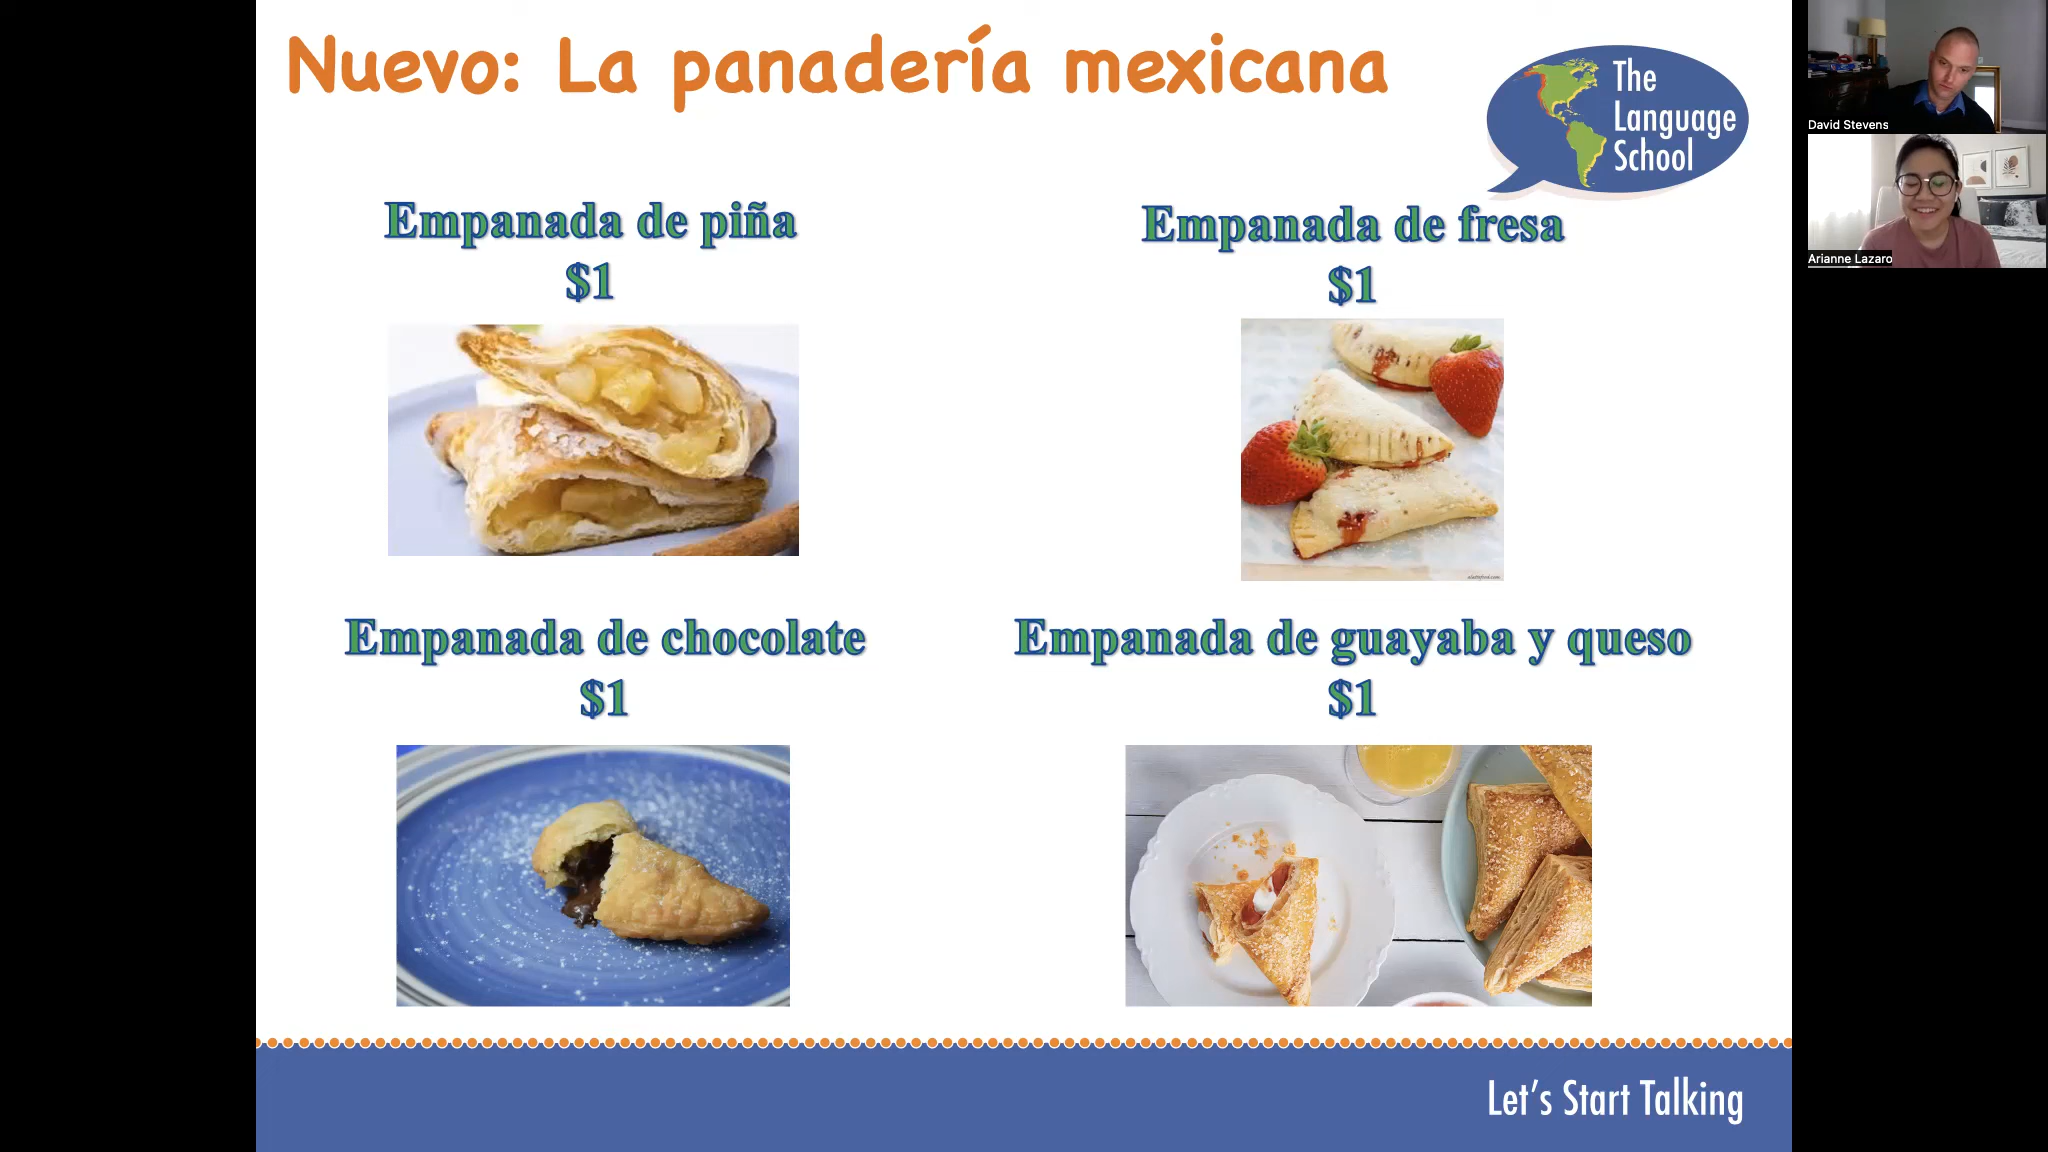 Nuevo: La panadería mexicana
The
Language
School
Empanada de piña
$1
Empanada de fresa
$1
Empanada de chocolate
$1
Empanada de guayaba y queso
$1
Let's Start Talking
David Stevens
Arianne Lazaro